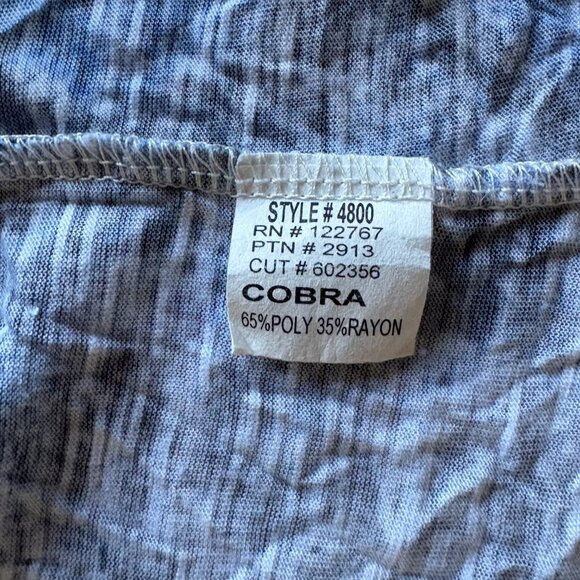 STYLE # 4800
RN # 122767
PTN # 2913
CUT # 602356
COBRA
65%POLY 35%RAYON